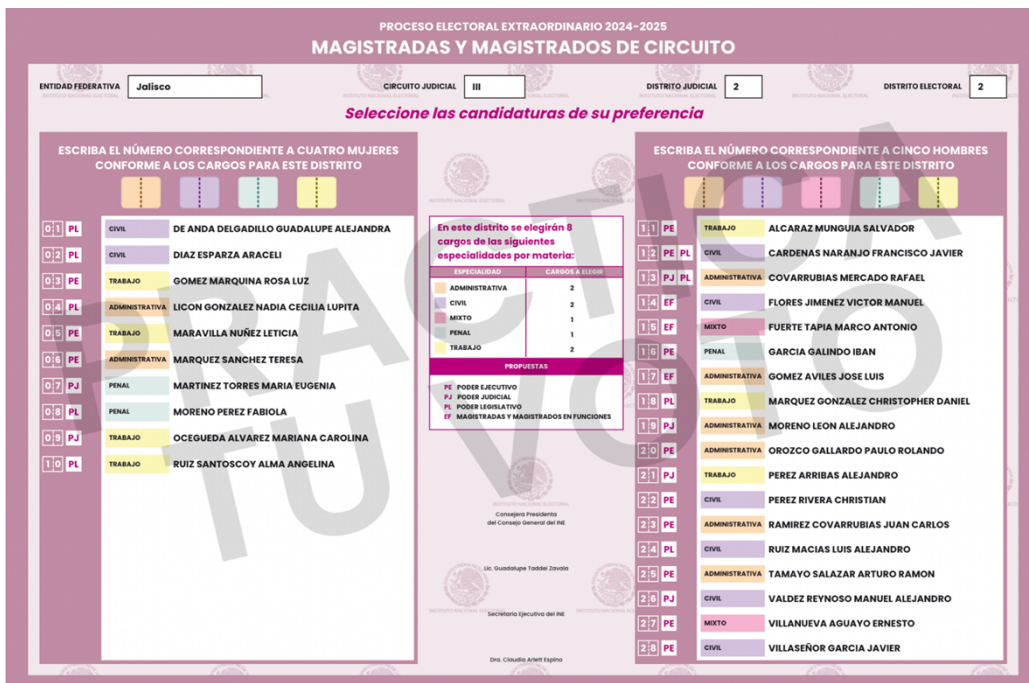 PROCESO ELECTORAL EXTRAORDINARIO 2024-2025
MAGISTRADAS Y MAGISTRADOS DE CIRCUITO
ENTIDAD FEDERATIVA Jalisco CIRCUITO JUDICIAL III DISTRITO JUDICIAL 2 DISTRITO ELECTORAL 2
Seleccione las candidaturas de su preferencia
ESCRIBA EL NÚMERO CORRESPONDIENTE A CUATRO MUJERES
CONFORME A LOS CARGOS PARA ESTE DISTRITO
01 PL CIVIL DE ANDA DELGADILLO GUADALUPE ALEJANDRA
02 PL CIVIL DIAZ ESPARZA ARACELI
03 PE TRABAJO GOMEZ MARQUINA ROSA LUZ
04 PL ADMINISTRATIVA LICON GONZALEZ NADIA CECILIA LUPITA
05 PE TRABAJO MARAVILLA NUÑEZ LETICIA
06 PE ADMINISTRATIVA MARQUEZ SANCHEZ TERESA
07 PJ PENAL MARTINEZ TORRES MARIA EUGENIA
08 PL PENAL MORENO PEREZ FABIOLA
09 PJ TRABAJO OCEGUEDA ALVAREZ MARIANA CAROLINA
10 PL TRABAJO RUIZ SANTOSCOY ALMA ANGELINA
INSTITUTO NACIONAL ELECTORAL
En este distrito se elegirán 8
cargos de las siguientes
especialidades por materia:
ESPECIALIDAD CARGOS A ELEGIR
ADMINISTRATIVA 2
CIVIL 2
MIXTO 1
PENAL 1
TRABAJO 2
PROPUESTAS
PE PODER EJECUTIVO
PJ PODER JUDICIAL
PL PODER LEGISLATIVO
EF MAGISTRADAS Y MAGISTRADOS EN FUNCIONES
Consejera Presidenta
del Consejo General del INE
Lic. Guadalupe Taddei Zavala
Secretaria Ejecutiva del INE
Dra. Claudia Arlett Espino
ESCRIBA EL NÚMERO CORRESPONDIENTE A CINCO HOMBRES
CONFORME A LOS CARGOS PARA ESTE DISTRITO
11 PE TRABAJO ALCARAZ MUNGUIA SALVADOR
12 PE PL CIVIL CARDENAS NARANJO FRANCISCO JAVIER
13 PJ PL ADMINISTRATIVA COVARRUBIAS MERCADO RAFAEL
14 EF CIVIL FLORES JIMENEZ VICTOR MANUEL
15 EF MIXTO FUERTE TAPIA MARCO ANTONIO
16 PE PENAL GARCIA GALINDO IBAN
17 EF ADMINISTRATIVA GOMEZ AVILES JOSE LUIS
18 PL TRABAJO MARQUEZ GONZALEZ CHRISTOPHER DANIEL
19 PJ ADMINISTRATIVA MORENO LEON ALEJANDRO
20 PE ADMINISTRATIVA OROZCO GALLARDO PAULO ROLANDO
21 PJ TRABAJO PEREZ ARRIBAS ALEJANDRO
22 PE CIVIL PEREZ RIVERA CHRISTIAN
23 PE ADMINISTRATIVA RAMIREZ COVARRUBIAS JUAN CARLOS
24 PL CIVIL RUIZ MACIAS LUIS ALEJANDRO
25 PE ADMINISTRATIVA TAMAYO SALAZAR ARTURO RAMON
26 PJ CIVIL VALDEZ REYNOSO MANUEL ALEJANDRO
27 PE MIXTO VILLANUEVA AGUAYO ERNESTO
28 PE CIVIL VILLASEÑOR GARCIA JAVIER
PRACTICA
TU VOTO